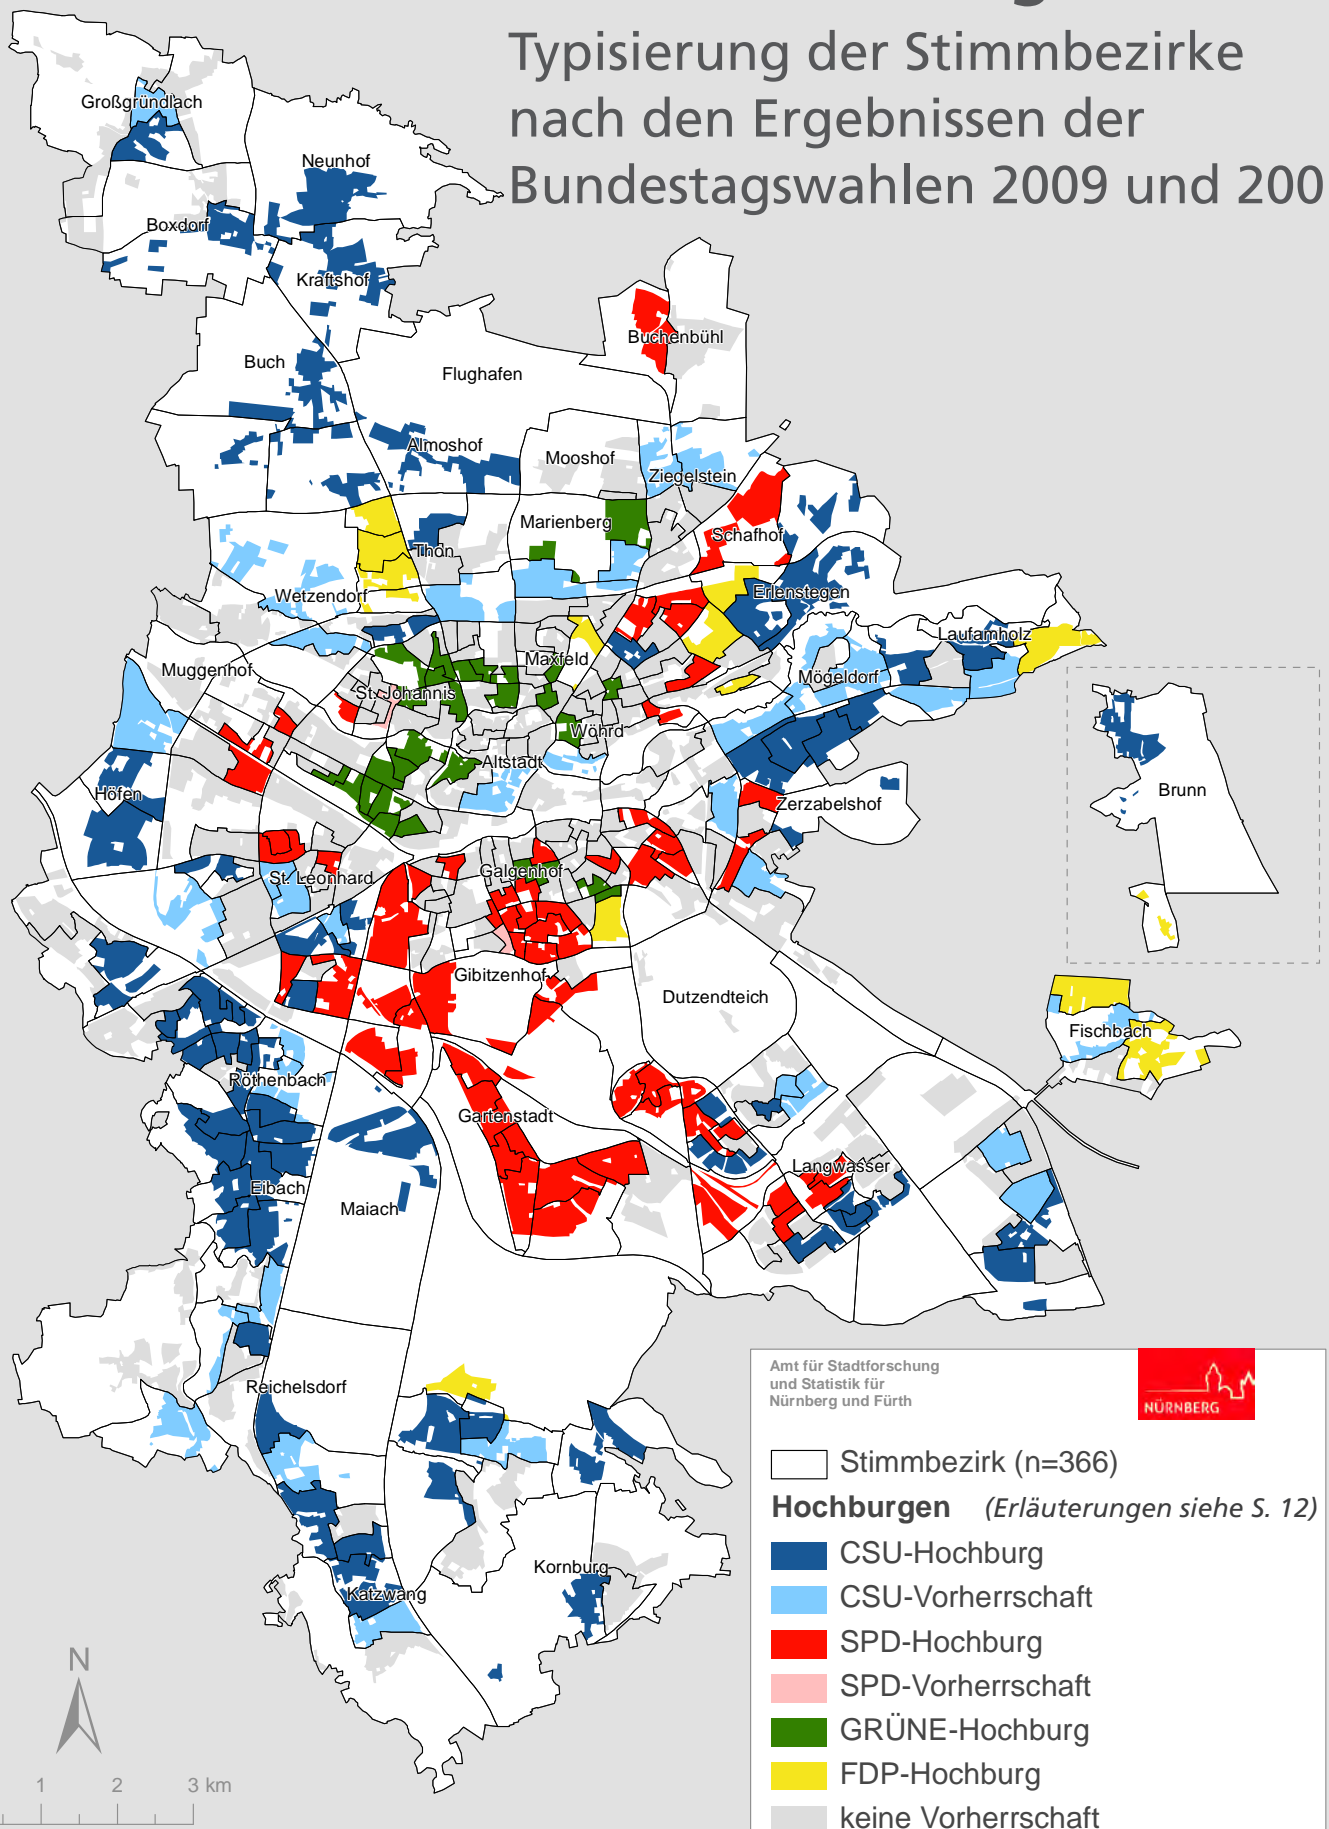 Typisierung der Stimmbezirke
nach den Ergebnissen der
Bundestagswahlen 2009 und 200
Großgründlach
Neunhof
Boxdorf
Kraftshof
Buchenbühl
Buch
Flughafen
Almoshof
Mooshof
Ziegelstein
Marienberg
Schafhof
Thon
Wetzendorf
Erlenstegen
Laufamholz
Maxfeld
Muggenhof
Mögeldorf
St. Johannis
Wöhrd
Altstadt
Höfen
Zerzabelshof
Brunn
St. Leonhard
Galgenhof
Gibitzenhof
Dutzendteich
Fischbach
Röthenbach
Gartenstadt
Langwasser
Eibach
Maiach
Reichelsdorf
Kornburg
Katzwang
Amt für Stadtforschung
und Statistik für
Nürnberg und Fürth
NÜRNBERG
Stimmbezirk (n=366)
Hochburgen (Erläuterungen siehe S. 12)
CSU-Hochburg
CSU-Vorherrschaft
SPD-Hochburg
SPD-Vorherrschaft
GRÜNE-Hochburg
FDP-Hochburg
keine Vorherrschaft
N
1 2 3 km